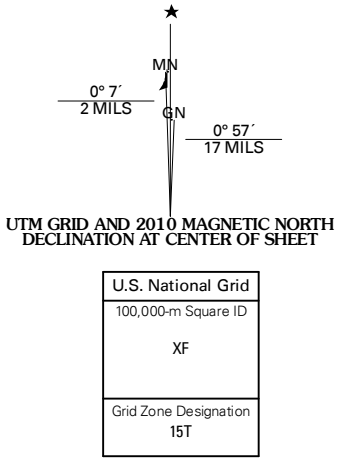 MN
0° 7´
2 MILS
GN
0° 57´
17 MILS
UTM GRID AND 2010 MAGNETIC NORTH
DECLINATION AT CENTER OF SHEET
U.S. National Grid
100,000-m Square ID
XF
Grid Zone Designation
15T